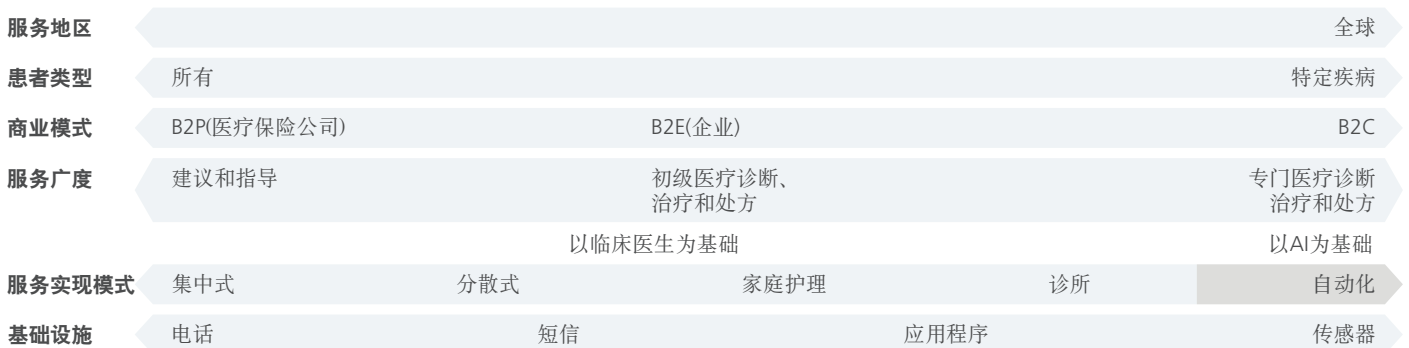 服务地区 全球
患者类型 所有 特定疾病
商业模式 B2P(医疗保险公司) B2E(企业) B2C
服务广度 建议和指导 初级医疗诊断、 专门医疗诊断
治疗和处方 治疗和处方
以临床医生为基础 以AI为基础
服务实现模式 集中式 分散式 家庭护理 诊所 自动化
基础设施 电话 短信 应用程序 传感器